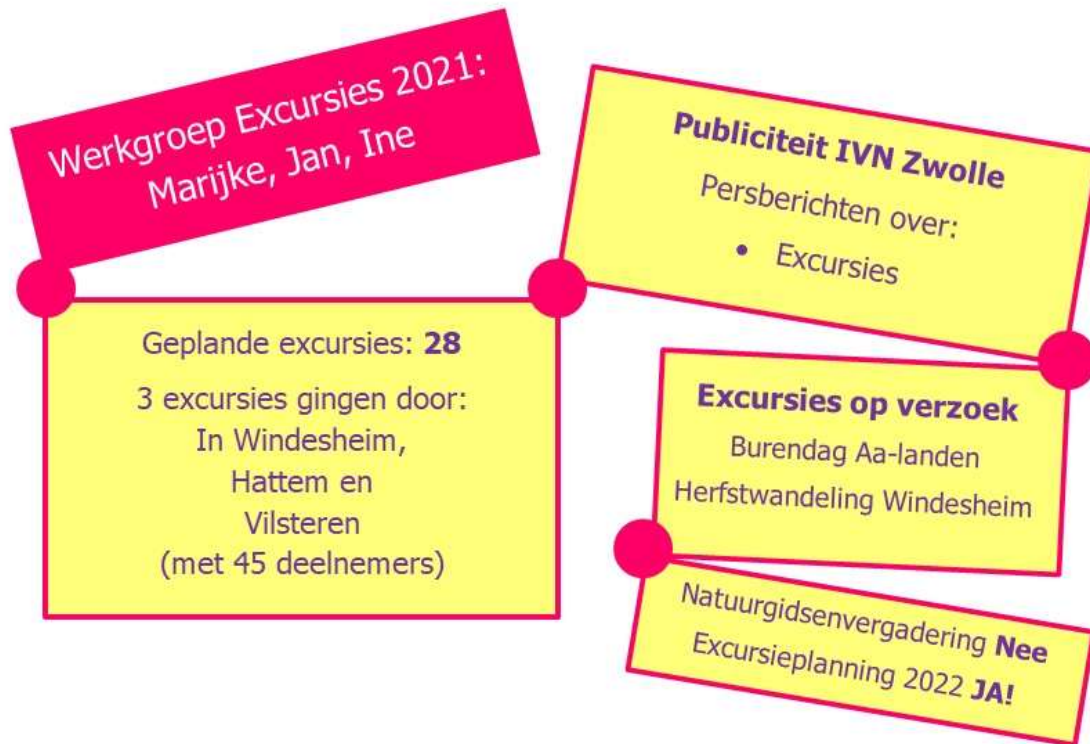 Werkgroep Excursies 2021:
Marijke, Jan, Ine
Geplande excursies: 28
3 excursies gingen door:
In Windesheim,
Hattem en
Vilsteren
(met 45 deelnemers)
Publiciteit IVN Zwolle
Persberichten over:
• Excursies
Excursies op verzoek
Burendag Aa-landen
Herfstwandeling Windesheim
Natuurgidsenvergadering Nee
Excursieplanning 2022 JA!